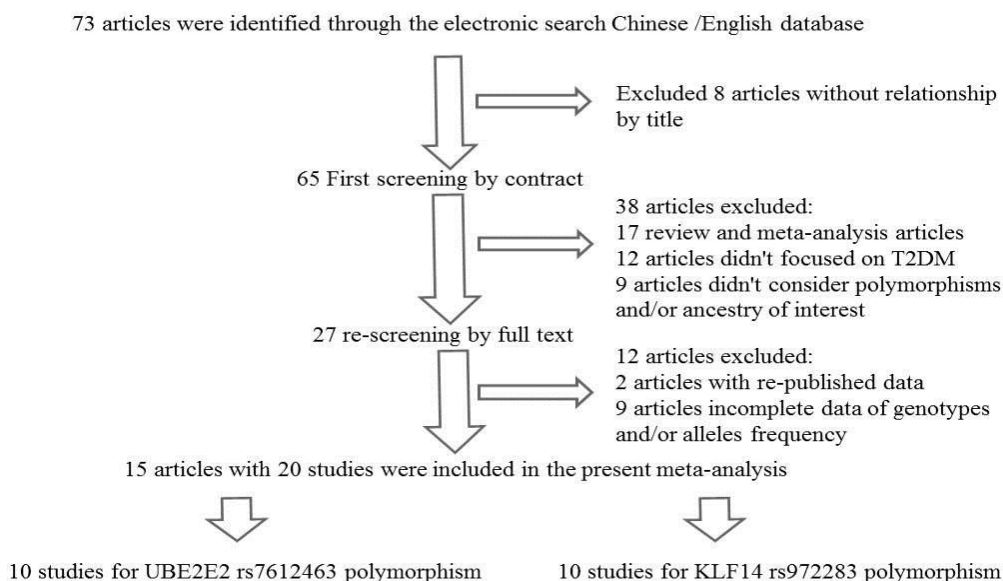 73 articles were identified through the electronic search Chinese /English database
Excluded 8 articles without relationship
by title
65 First screening by contract
38 articles excluded:
17 review and meta-analysis articles
12 articles didn't focused on T2DM
9 articles didn't consider polymorphisms
and/or ancestry of interest
27 re-screening by full text
12 articles excluded:
2 articles with re-published data
9 articles incomplete data of genotypes
and/or alleles frequency
15 articles with 20 studies were included in the present meta-analysis
10 studies for UBE2E2 rs7612463 polymorphism
10 studies for KLF14 rs972283 polymorphism